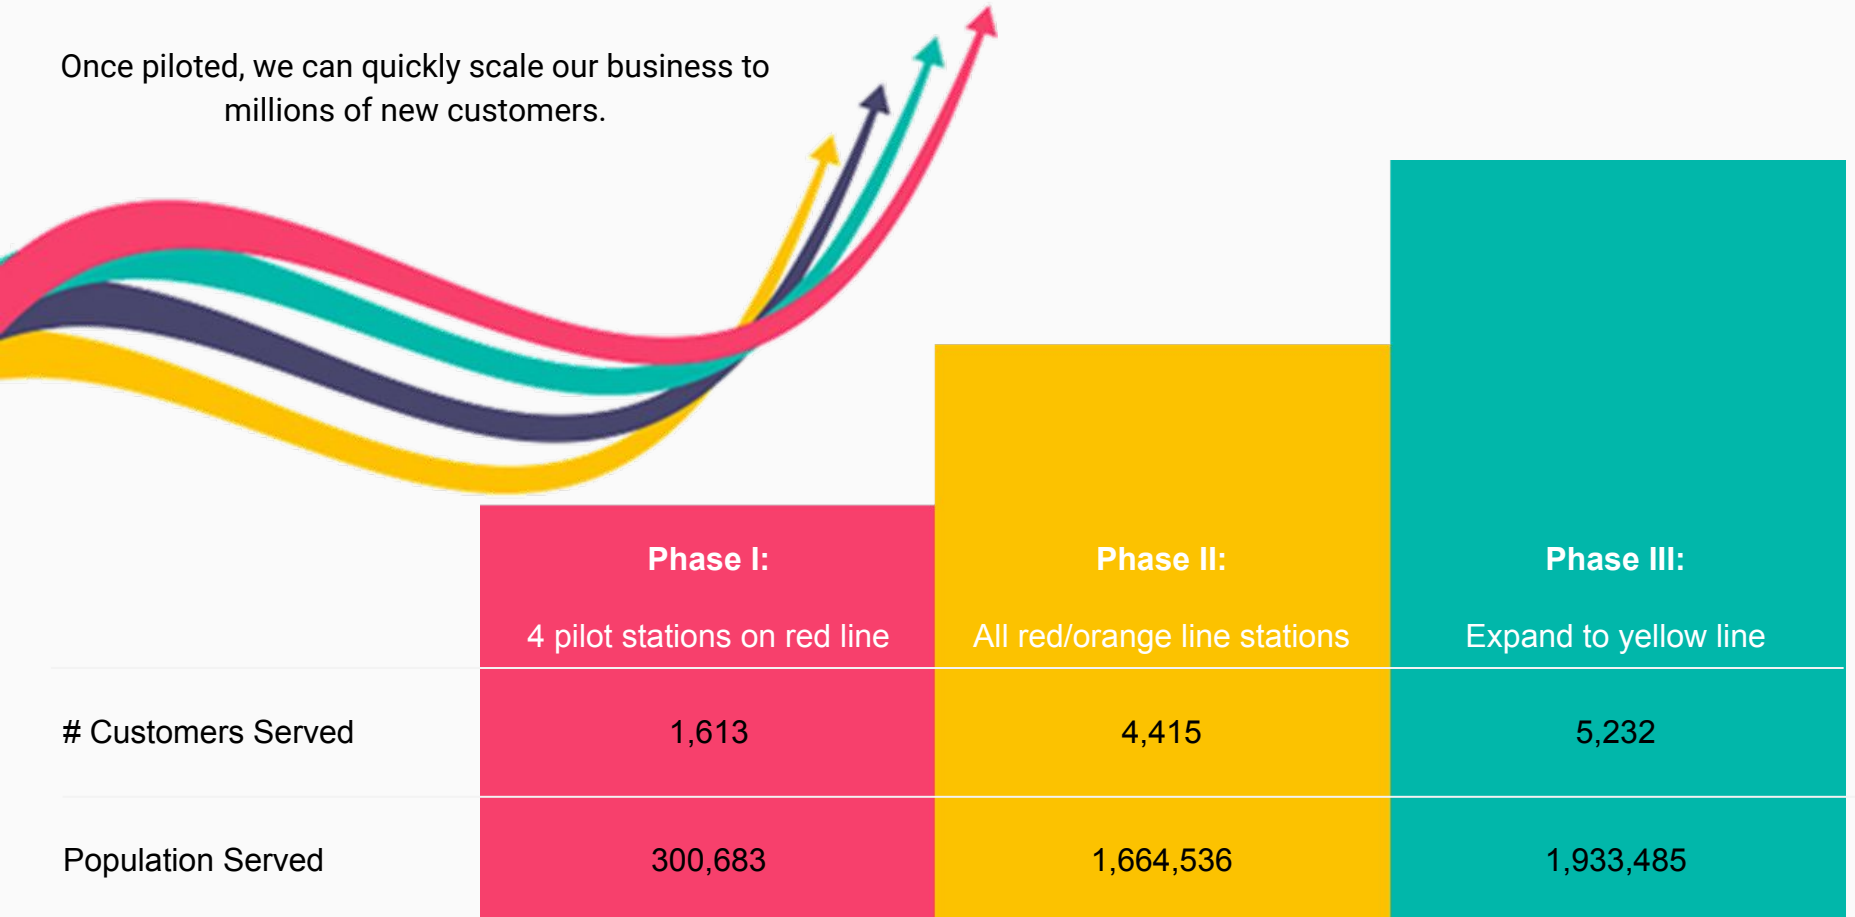 Once piloted, we can quickly scale our business to
millions of new customers.
Phase I:
4 pilot stations on red line
Phase II:
All red/orange line stations
Phase III:
Expand to yellow line
# Customers Served
1,613
4,415
5,232
Population Served
300,683
1,664,536
1,933,485